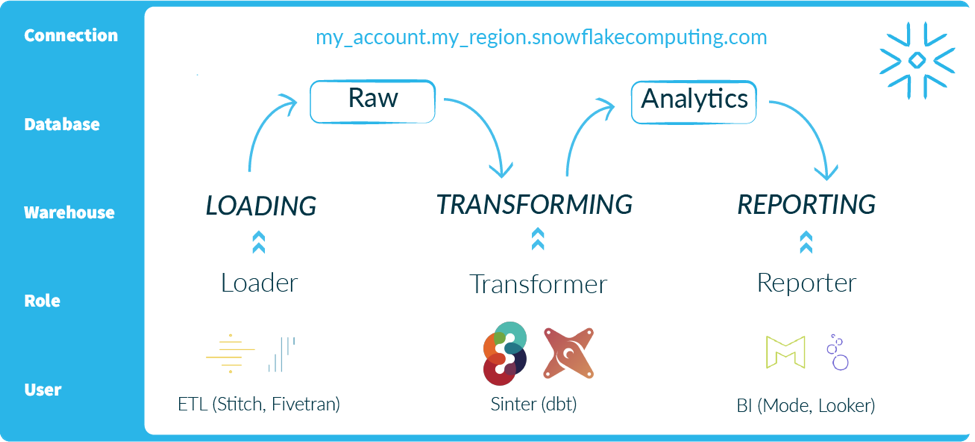 Connection
my_account.my_region.snowflakecomputing.com
Database
Raw
Analytics
Warehouse
LOADING
TRANSFORMING
REPORTING
Role
Loader
Transformer
Reporter
User
ETL (Stitch, Fivetran)
Sinter (dbt)
BI (Mode, Looker)